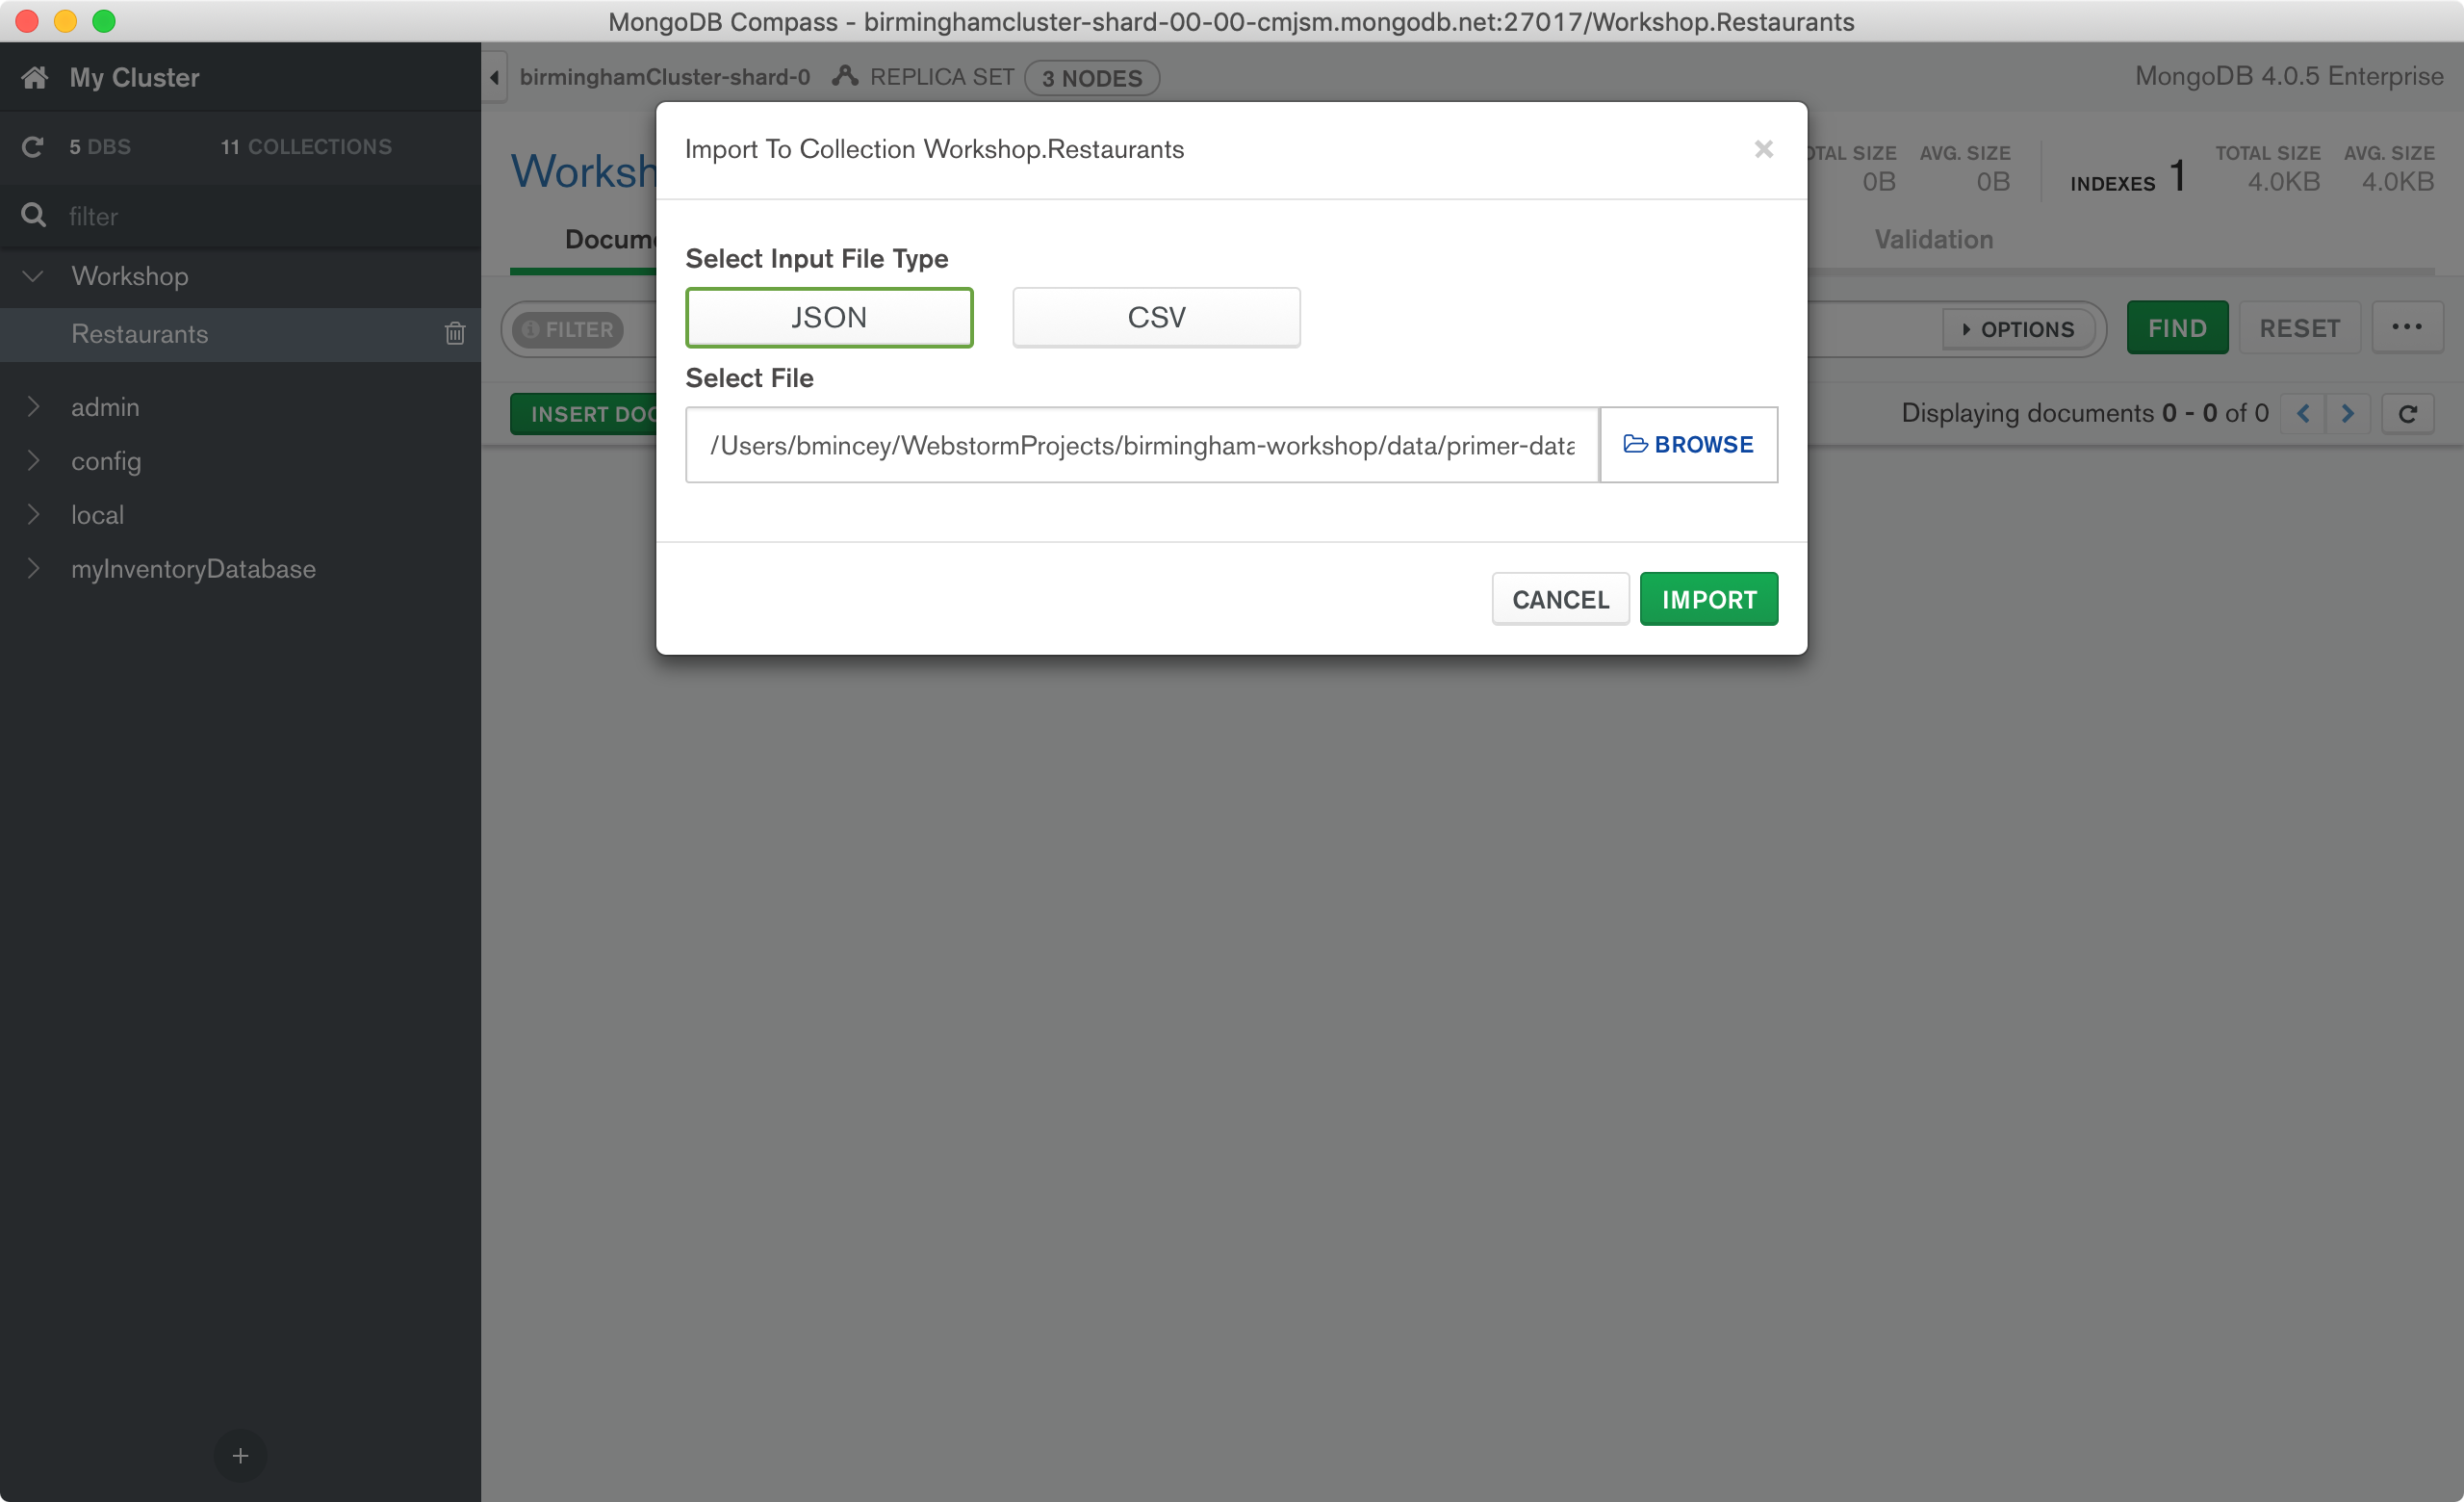 MongoDB Compass - birminghamcluster-shard-00-00-cmjsm.mongodb.net:27017/Workshop.Restaurants
My Cluster
birminghamCluster-shard-0 REPLICA SET 3 NODES
MongoDB 4.0.5 Enterprise
5 DBS 11 COLLECTIONS
filter
Workshop
Restaurants
admin
config
local
myInventoryDatabase
+
Worksh
OTAL SIZE AVG. SIZE
0B 0B
INDEXES 1
TOTAL SIZE AVG. SIZE
4.0KB 4.0KB
Docume
Validation
FILTER
OPTIONS FIND RESET ...
INSERT DOC
Displaying documents 0 - 0 of 0
Import To Collection Workshop.Restaurants ×
Select Input File Type
JSON CSV
Select File
/Users/bmincey/WebstormProjects/birmingham-workshop/data/primer-data
BROWSE
CANCEL IMPORT